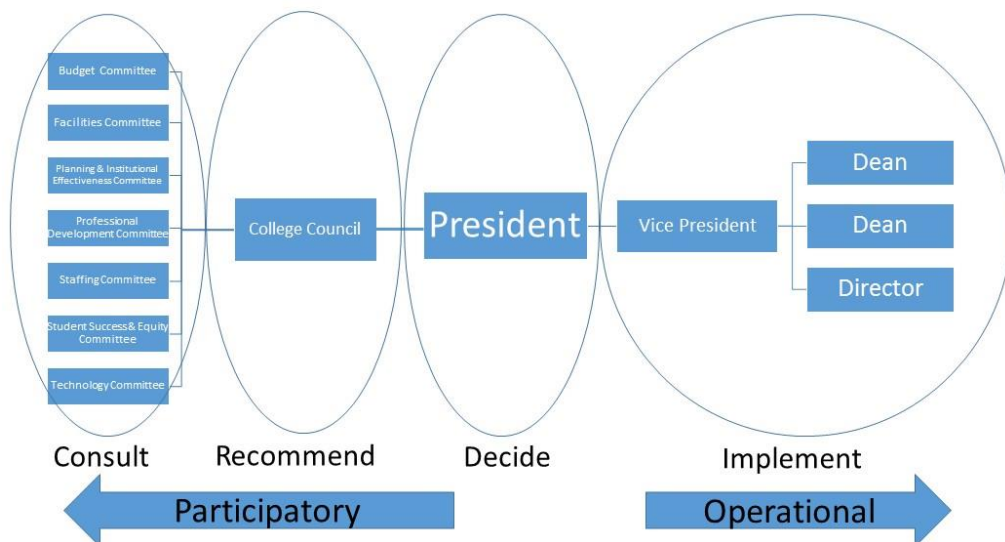 Budget Committee
Facilities Committee
Planning & Institutional
Effectiveness Committee
Professional
Development Committee
Staffing Committee
Student Success & Equity
Committee
Technology Committee
College Council
President
Vice President
Dean
Dean
Director
Consult
Recommend
Decide
Implement
Participatory
Operational